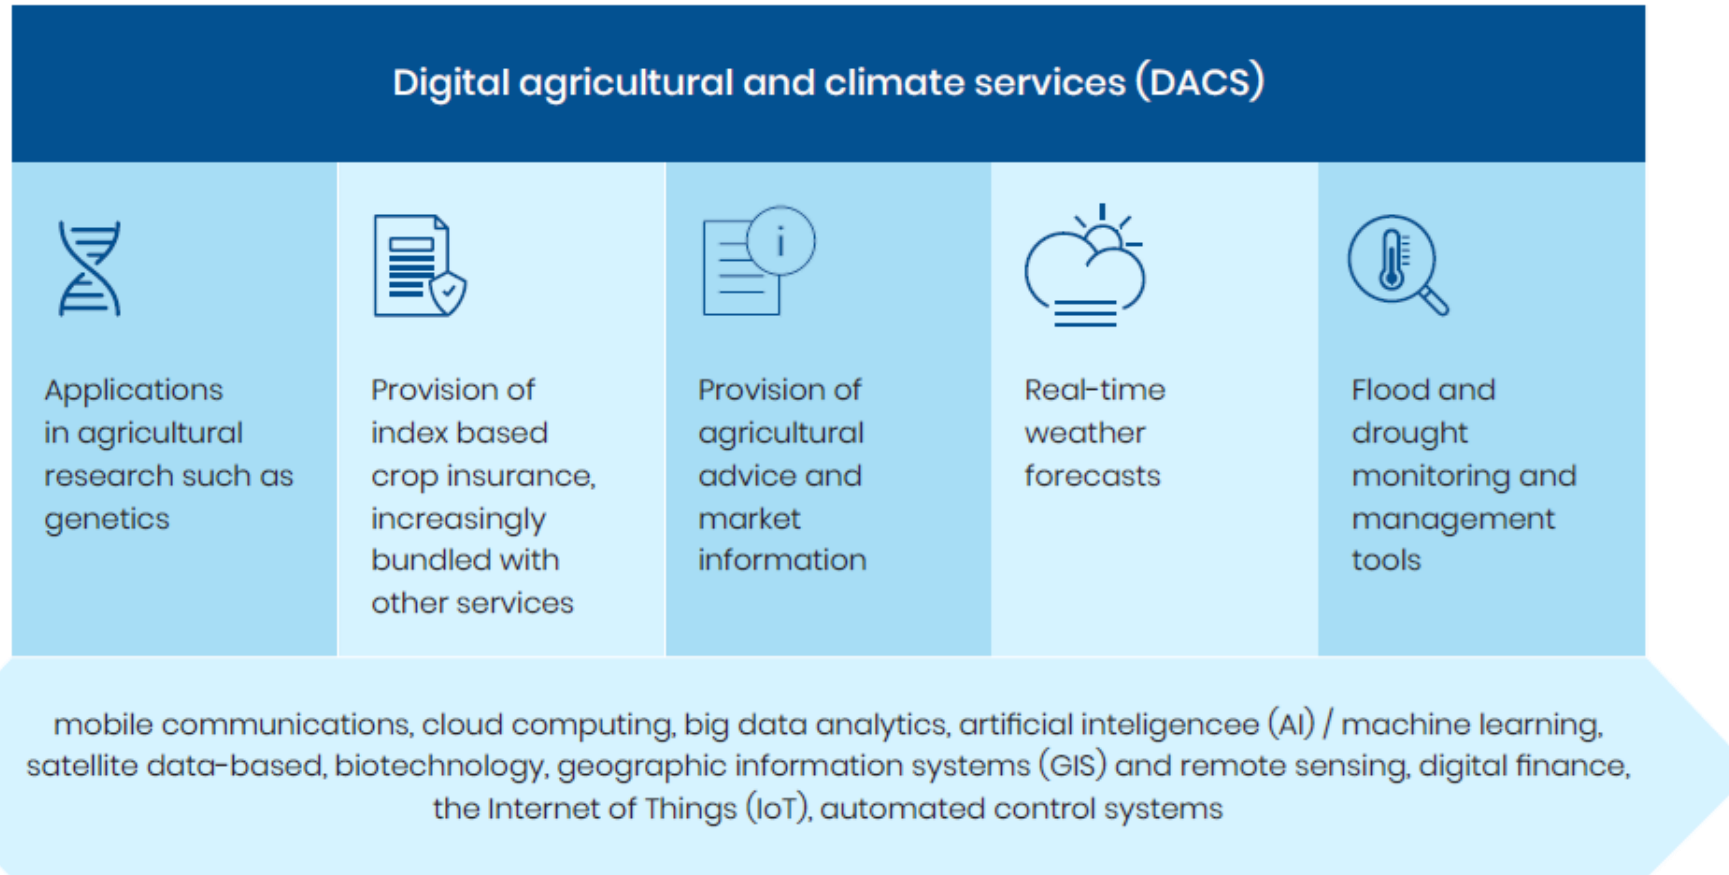 Digital agricultural and climate services (DACS)
Applications
in agricultural
research such as
genetics
Provision of
index based
crop insurance,
increasingly
bundled with
other services
i
Provision of
agricultural
advice and
market
information
Real-time
weather
forecasts
Flood and
drought
monitoring and
management
tools
mobile communications, cloud computing, big data analytics, artificial inteligencee (AI) / machine learning,
satellite data-based, biotechnology, geographic information systems (GIS) and remote sensing, digital finance,
the Internet of Things (IoT), automated control systems